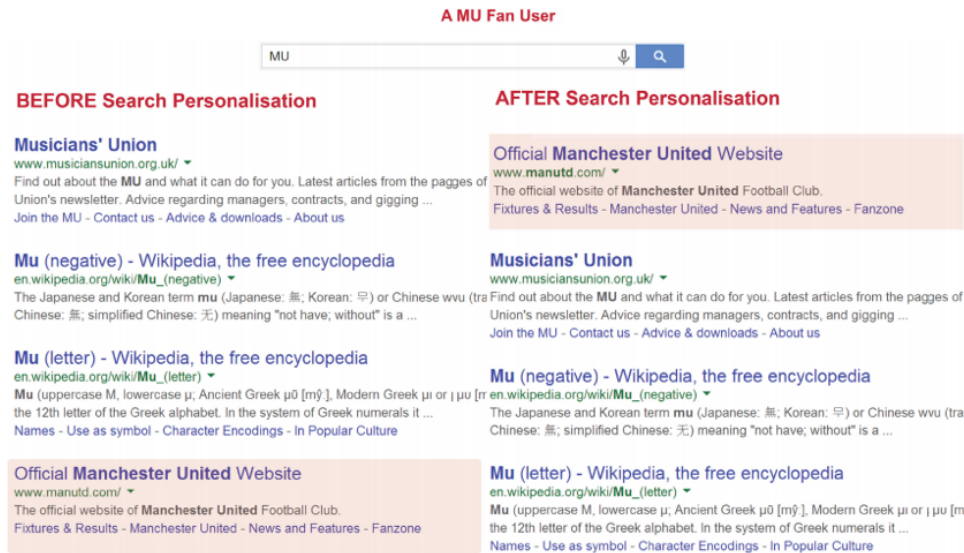 A MU Fan User
MU
BEFORE Search Personalisation
Musicians' Union
www.musiciansunion.org.uk/
Find out about the MU and what it can do for you. Latest articles from the pagges of
Union's newsletter. Advice regarding managers, contracts, and gigging ...
Join the MU - Contact us - Advice & downloads - About us
Mu (negative) - Wikipedia, the free encyclopedia
en.wikipedia.org/wiki/Mu_(negative)
The Japanese and Korean term mu (Japanese: 無; Korean: 무) or Chinese wvu (tra
Chinese: 無; simplified Chinese: 无) meaning "not have; without" is a ...
Mu (letter) - Wikipedia, the free encyclopedia
en.wikipedia.org/wiki/Mu_(letter)
Mu (uppercase M, lowercase μ; Ancient Greek μῦ [mŷː], Modern Greek μι or μυ [m
the 12th letter of the Greek alphabet. In the system of Greek numerals it ...
Names - Use as symbol - Character Encodings - In Popular Culture
Official Manchester United Website
www.manutd.com/
The official website of Manchester United Football Club.
Fixtures & Results - Manchester United - News and Features - Fanzone
AFTER Search Personalisation
Official Manchester United Website
www.manutd.com/
The official website of Manchester United Football Club.
Fixtures & Results - Manchester United - News and Features - Fanzone
Musicians' Union
www.musiciansunion.org.uk/
Find out about the MU and what it can do for you. Latest articles from the pagges of
Union's newsletter. Advice regarding managers, contracts, and gigging ...
Join the MU - Contact us - Advice & downloads - About us
Mu (negative) - Wikipedia, the free encyclopedia
en.wikipedia.org/wiki/Mu_(negative)
The Japanese and Korean term mu (Japanese: 無; Korean: 무) or Chinese wvu (tra
Chinese: 無; simplified Chinese: 无) meaning "not have; without" is a ...
Mu (letter) - Wikipedia, the free encyclopedia
en.wikipedia.org/wiki/Mu_(letter)
Mu (uppercase M, lowercase μ; Ancient Greek μῦ [mŷː], Modern Greek μι or μυ [m
the 12th letter of the Greek alphabet. In the system of Greek numerals it ...
Names - Use as symbol - Character Encodings - In Popular Culture